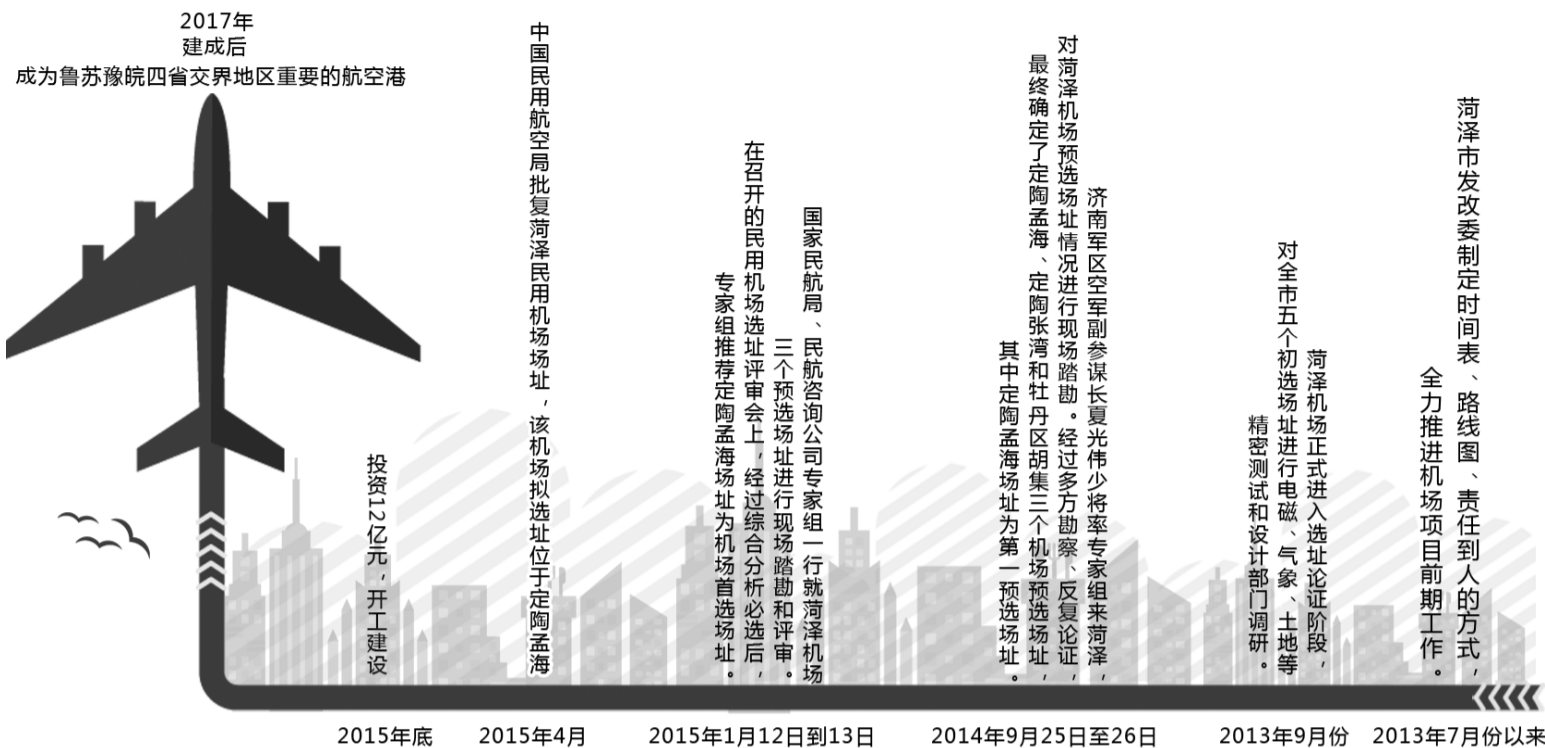 2017年
建成后
成为鲁苏豫皖四省交界地区重要的航空港
投资12亿元，开工建设
2015年底
中国民用航空局批复菏泽民用机场场址，该机场拟选址位于定陶孟海
2015年4月
国家民航局、民航咨询公司专家组一行就菏泽机场
三个预选场址进行现场踏勘和评审。
在召开的民用机场选址评审会上，经过综合分析必选后，
专家组推荐定陶孟海场址为机场首选场址。
2015年1月12日到13日
济南军区空军副参谋长夏光伟少将率专家组来菏泽，
对菏泽机场预选场址情况进行现场踏勘。经过多方勘察、反复论证，
最终确定了定陶孟海、定陶张湾和牡丹区胡集三个机场预选场址，
其中定陶孟海场址为第一预选场址。
2014年9月25日至26日
菏泽机场正式进入选址论证阶段，
对全市五个初选场址进行电磁、气象、土地等
精密测试和设计部门调研。
2013年9月份
菏泽市发改委制定时间表、路线图、责任到人的方式，
全力推进机场项目前期工作。
2013年7月份以来